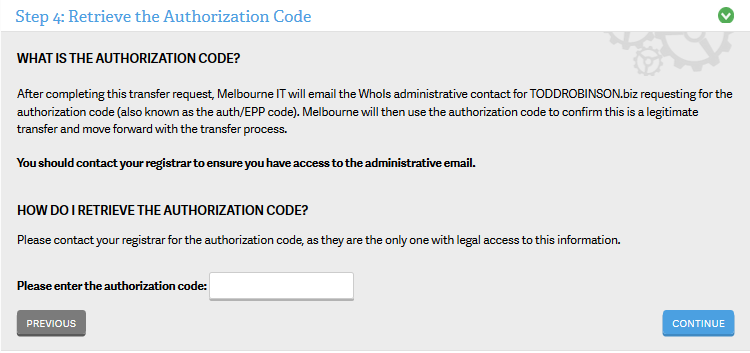 Step 4: Retrieve the Authorization Code
WHAT IS THE AUTHORIZATION CODE?
After completing this transfer request, Melbourne IT will email the WhoIs administrative contact for TODDROBINSON.biz requesting for the
authorization code (also known as the auth/EPP code). Melbourne will then use the authorization code to confirm this is a legitimate
transfer and move forward with the transfer process.
You should contact your registrar to ensure you have access to the administrative email.
HOW DO I RETRIEVE THE AUTHORIZATION CODE?
Please contact your registrar for the authorization code, as they are the only one with legal access to this information.
Please enter the authorization code:
PREVIOUS
CONTINUE